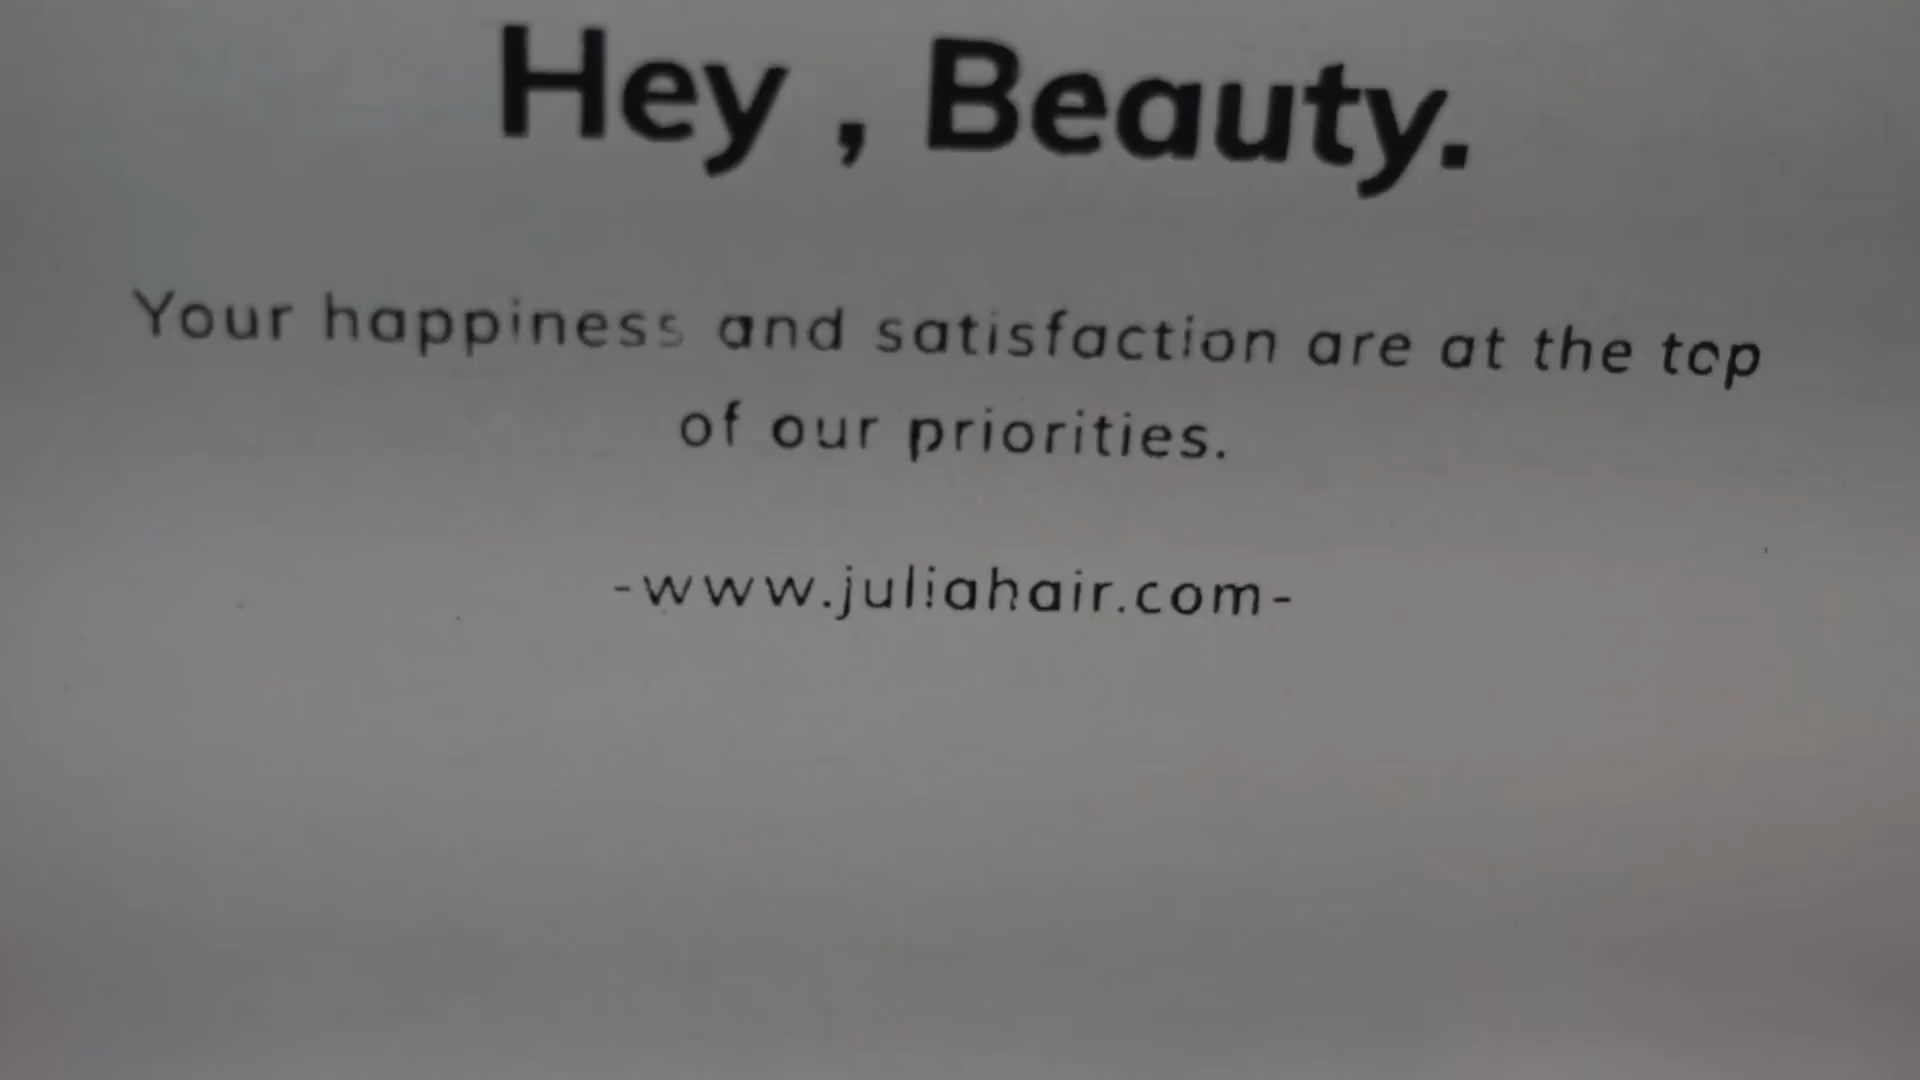 Hey , Beauty.
Your happiness and satisfaction are at the top
of our priorities.
-www.juliahair.com-